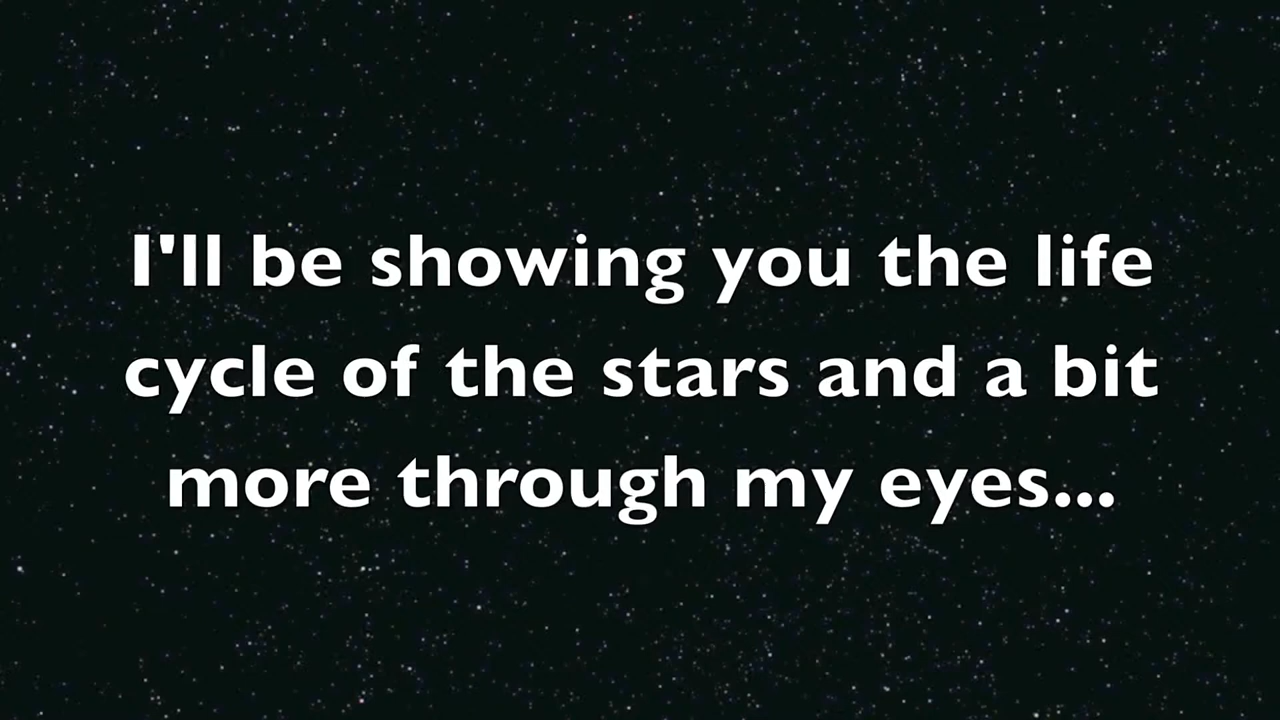 I'll be showing you the life
cycle of the stars and a bit
more through my eyes...